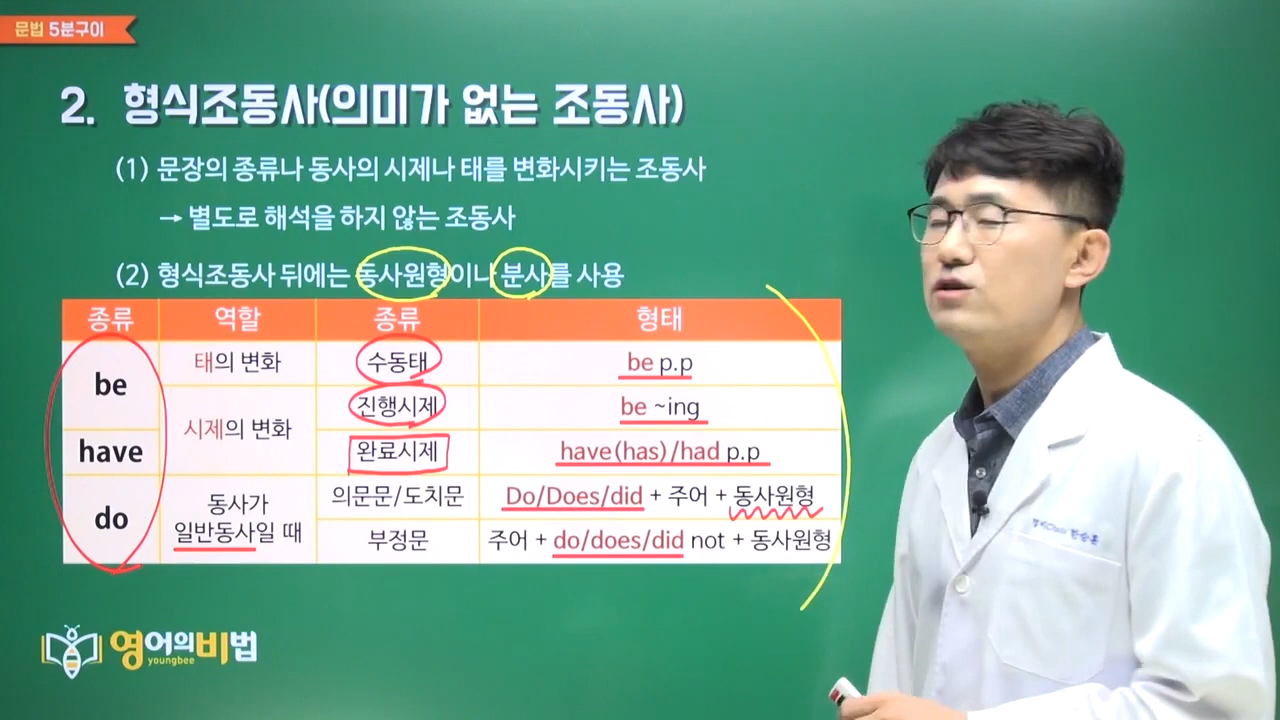 문법 5분구이
2. 형식조동사(의미가 없는 조동사)
(1) 문장의 종류나 동사의 시제나 태를 변화시키는 조동사
→ 별도로 해석을 하지 않는 조동사
(2) 형식조동사 뒤에는 동사원형이나 분사를 사용
종류 역할 종류 형태
be 태의 변화 수동태 be p.p
시제의 변화 진행시제 be ~ing
have 완료시제 have(has)/had p.p
do 동사가 일반동사일 때 의문문/도치문 Do/Does/did + 주어 + 동사원형
부정문 주어 + do/does/did not + 동사원형
영어의비법
youngbee